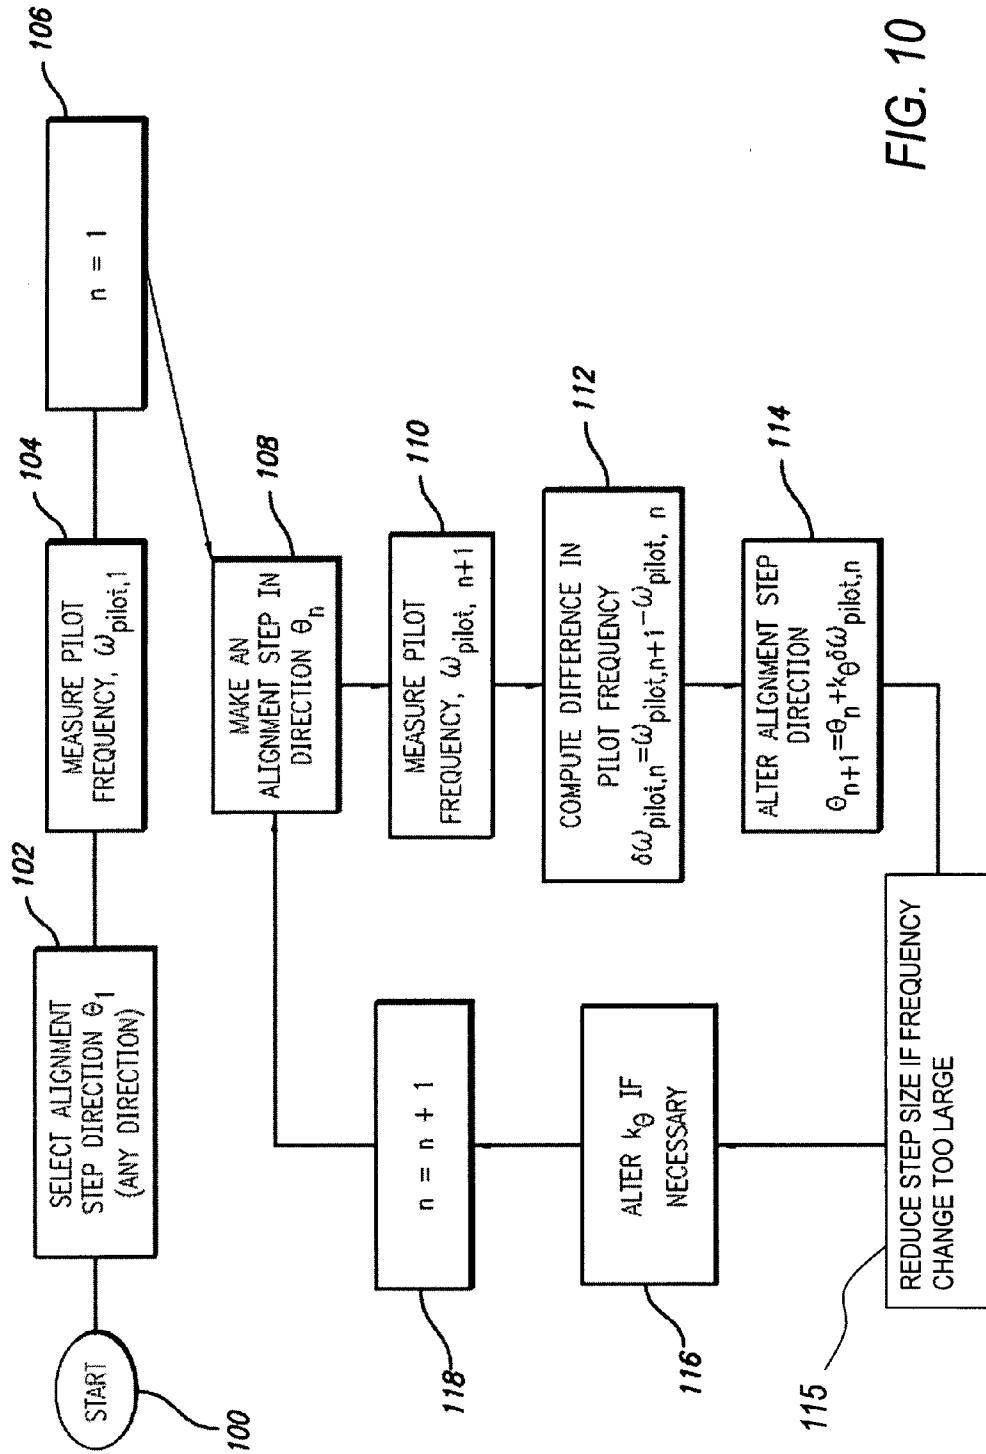 START
100
SELECT ALIGNMENT
STEP DIRECTION θ1
(ANY DIRECTION)
102
MEASURE PILOT
FREQUENCY, ωpilot,1
104
n = 1
106
MAKE AN
ALIGNMENT STEP IN
DIRECTION θn
108
MEASURE PILOT
FREQUENCY, ωpilot, n+1
110
COMPUTE DIFFERENCE IN
PILOT FREQUENCY
δωpilot,n=ωpilot,n+1-ωpilot, n
112
ALTER ALIGNMENT STEP
DIRECTION
θn+1=θn+kθδωpilot,n
114
REDUCE STEP SIZE IF FREQUENCY
CHANGE TOO LARGE
115
ALTER kθ IF
NECESSARY
116
n = n + 1
118
FIG. 10